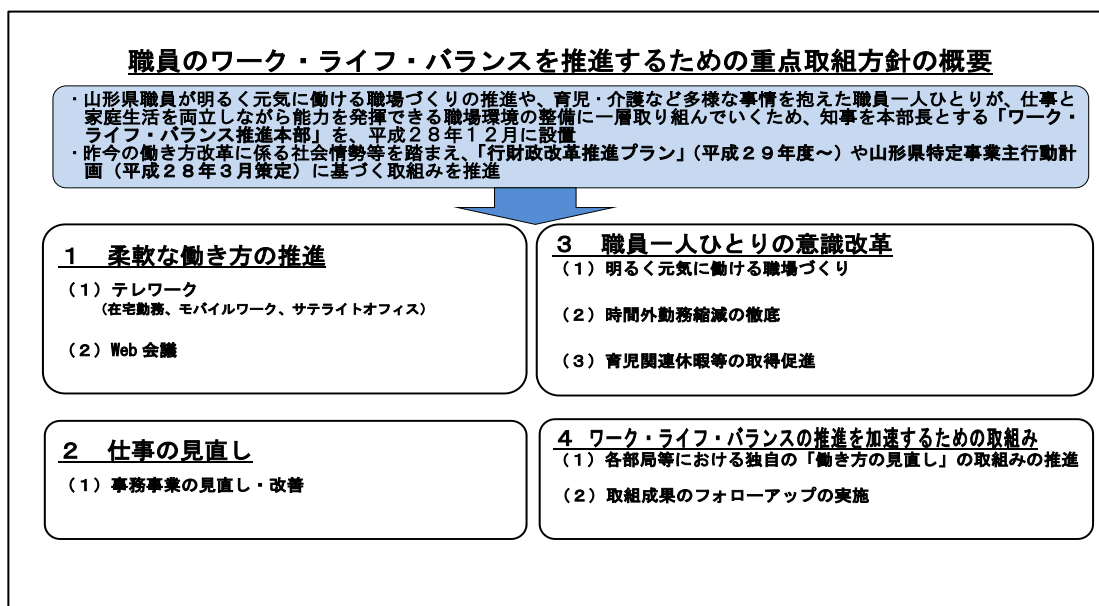 職員のワーク・ライフ・バランスを推進するための重点取組方針の概要
・山形県職員が明るく元気に働ける職場づくりの推進や、育児・介護など多様な事情を抱えた職員一人ひとりが、仕事と
家庭生活を両立しながら能力を発揮できる職場環境の整備に一層取り組んでいくため、知事を本部長とする「ワーク・
ライフ・バランス推進本部」を、平成２８年１２月に設置
・昨今の働き方改革に係る社会情勢等を踏まえ、「行財政改革推進プラン」（平成２９年度～）や山形県特定事業主行動計
画（平成２８年３月策定）に基づく取組みを推進
１　柔軟な働き方の推進
（１）テレワーク
（在宅勤務、モバイルワーク、サテライトオフィス）
（２）Web 会議
２　仕事の見直し
（１）事務事業の見直し・改善
３　職員一人ひとりの意識改革
（１）明るく元気に働ける職場づくり
（２）時間外勤務縮減の徹底
（３）育児関連休暇等の取得促進
４　ワーク・ライフ・バランスの推進を加速するための取組み
（１）各部局等における独自の「働き方の見直し」の取組みの推進
（２）取組成果のフォローアップの実施